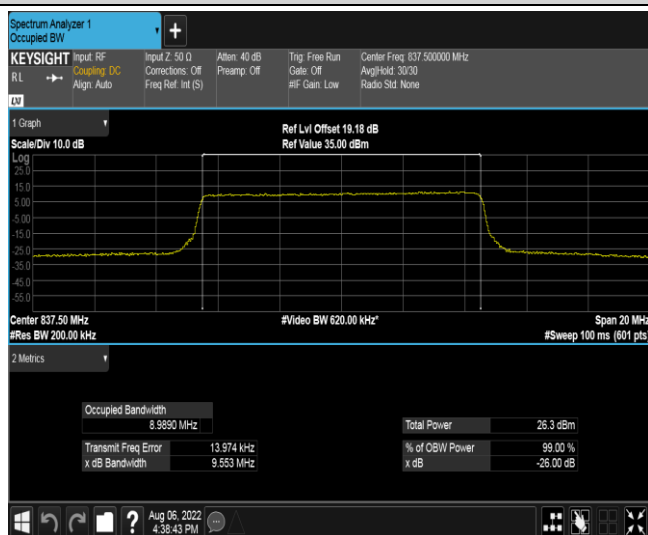 Spectrum Analyzer 1
Occupied BW
+
KEYSIGHT
R L
LXI
Input: RF
Coupling: DC
Align: Auto
Input Z: 50 Ω
Corrections: Off
Freq Ref: Int (S)
Atten: 40 dB
Preamp: Off
Trig: Free Run
Gate: Off
#IF Gain: Low
Center Freq: 837.500000 MHz
Avg|Hold: 30/30
Radio Std: None
1 Graph
Scale/Div 10.0 dB
Ref Lvl Offset 19.18 dB
Ref Value 35.00 dBm
Log
25.0
15.0
5.00
-5.00
-15.0
-25.0
-35.0
-45.0
-55.0
Center 837.50 MHz
#Video BW 620.00 kHz*
Span 20 MHz
#Res BW 200.00 kHz
#Sweep 100 ms (601 pts)
2 Metrics
Occupied Bandwidth
8.9890 MHz
Total Power 26.3 dBm
Transmit Freq Error 13.974 kHz
% of OBW Power 99.00 %
x dB Bandwidth 9.553 MHz
x dB -26.00 dB
?
Aug 06, 2022
4:38:43 PM